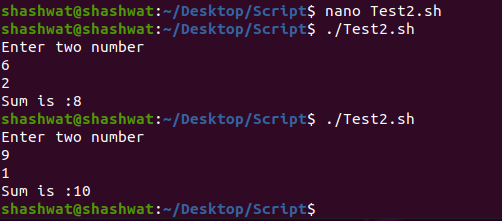 shashwat@shashwat:~/Desktop/Script$ nano Test2.sh
shashwat@shashwat:~/Desktop/Script$ ./Test2.sh
Enter two number
6
2
Sum is :8
shashwat@shashwat:~/Desktop/Script$ ./Test2.sh
Enter two number
9
1
Sum is :10
shashwat@shashwat:~/Desktop/Script$